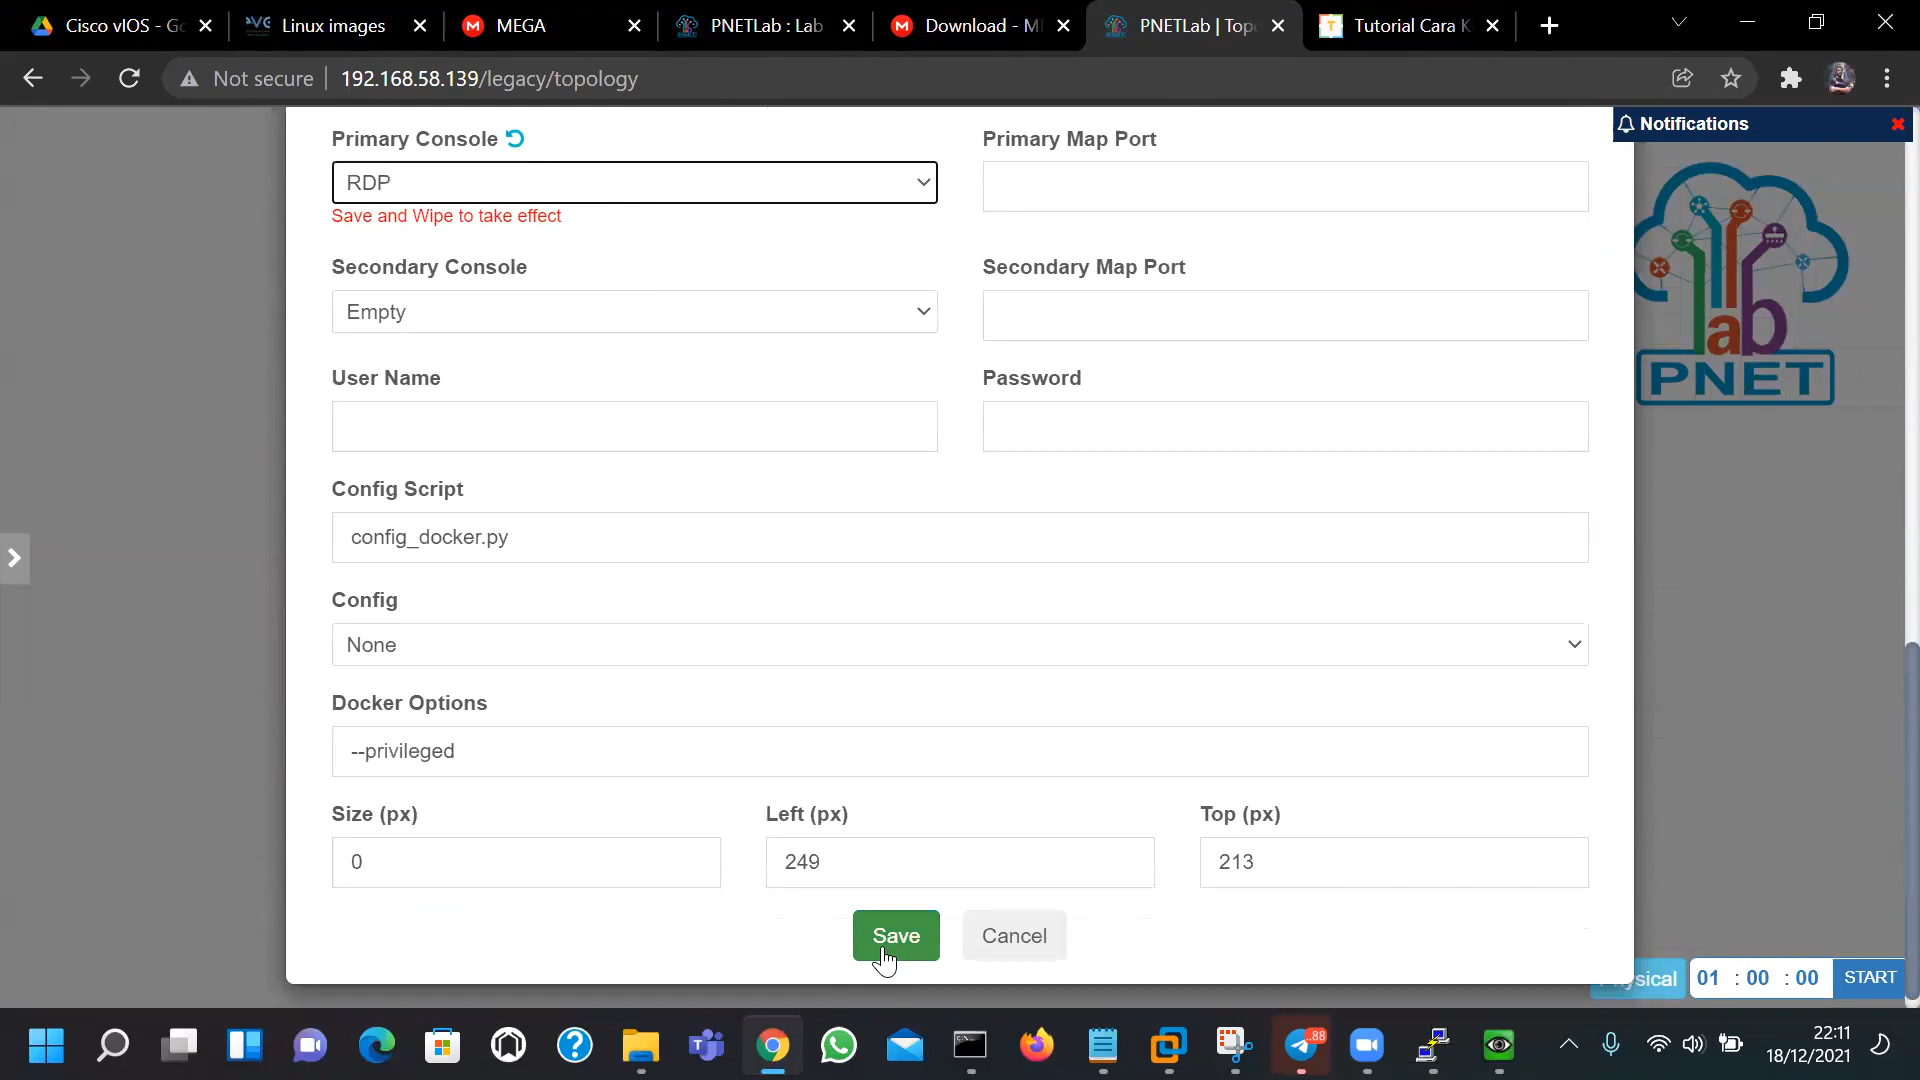 Cisco vIOS - Go
Linux images
MEGA
PNETLab : Lab
Download - M
PNETLab | Topo
Tutorial Cara K
Not secure
192.168.58.139/legacy/topology
Notifications
Primary Console
Primary Map Port
RDP
Save and Wipe to take effect
Secondary Console
Secondary Map Port
Empty
User Name
Password
Config Script
config_docker.py
Config
None
Docker Options
--privileged
Size (px)
Left (px)
Top (px)
0
249
213
Save
Cancel
lab
PNET
Physical
01 : 00 : 00
START
88
22:11
18/12/2021